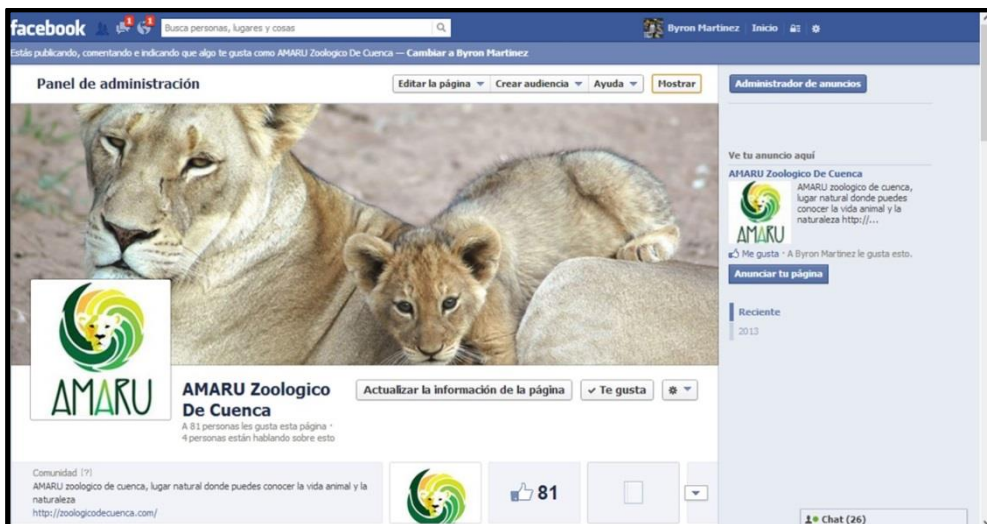 facebook
1
1
Busca personas, lugares y cosas
Byron Martinez
Inicio
Estás publicando, comentando e indicando que algo te gusta como AMARU Zoologico De Cuenca — Cambiar a Byron Martinez
Panel de administración
Editar la página
Crear audiencia
Ayuda
Mostrar
Administrador de anuncios
Ve tu anuncio aquí
AMARU Zoologico De Cuenca
AMARU
AMARU zoologico de cuenca,
lugar natural donde puedes
conocer la vida animal y la
naturaleza http://...
Me gusta · A Byron Martinez le gusta esto.
Anunciar tu página
Reciente
2013
AMARU
AMARU Zoologico
De Cuenca
A 81 personas les gusta esta página ·
4 personas están hablando sobre esto
Actualizar la información de la página
✓ Te gusta
Comunidad [?]
AMARU zoologico de cuenca, lugar natural donde puedes conocer la vida animal y la
naturaleza
http://zoologicodecuenca.com/
81
Chat (26)